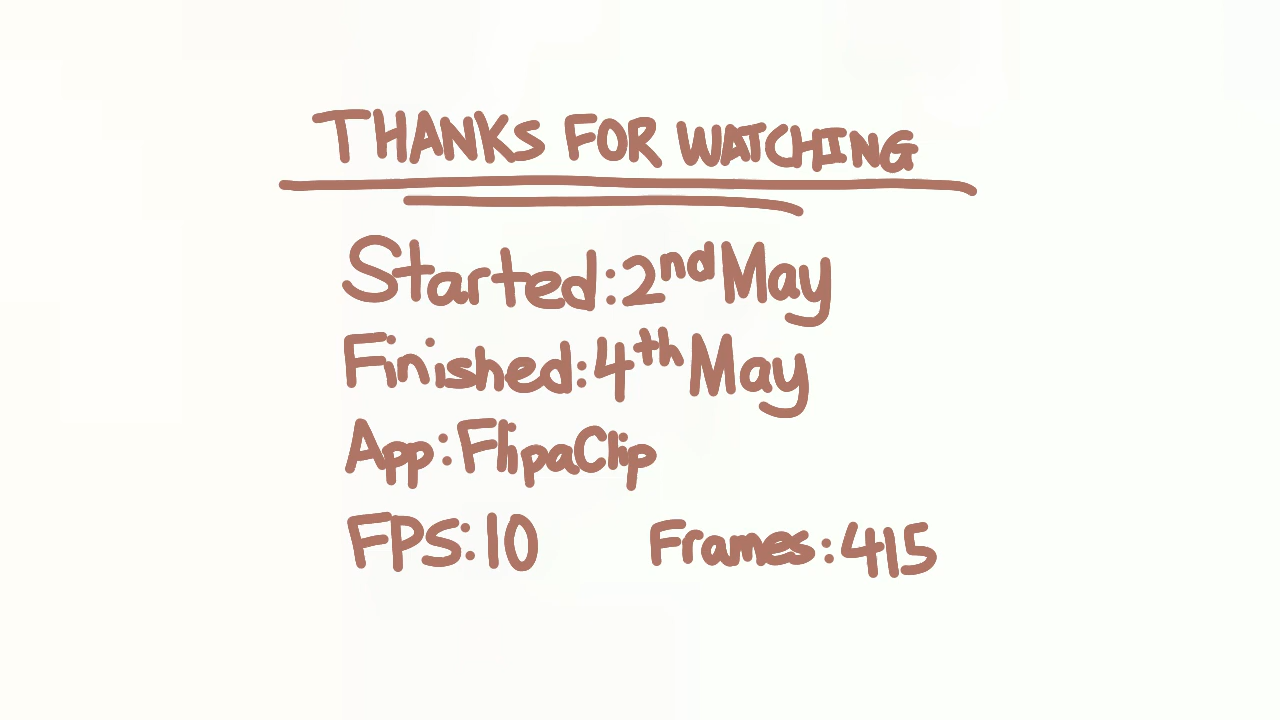 THANKS FOR WATCHING
Started:2nd May
Finished:4th May
App:FlipaClip
FPS:10 Frames:415